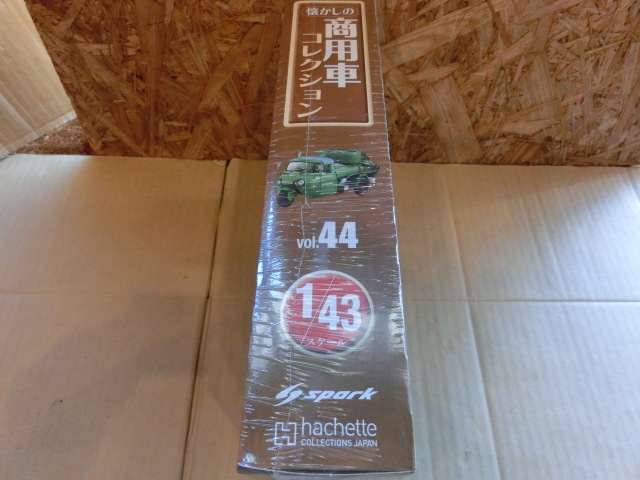 懐かしの
商用車
コレクション
vol.44
1/43
スケール
spark
hachette
COLLECTIONS JAPAN